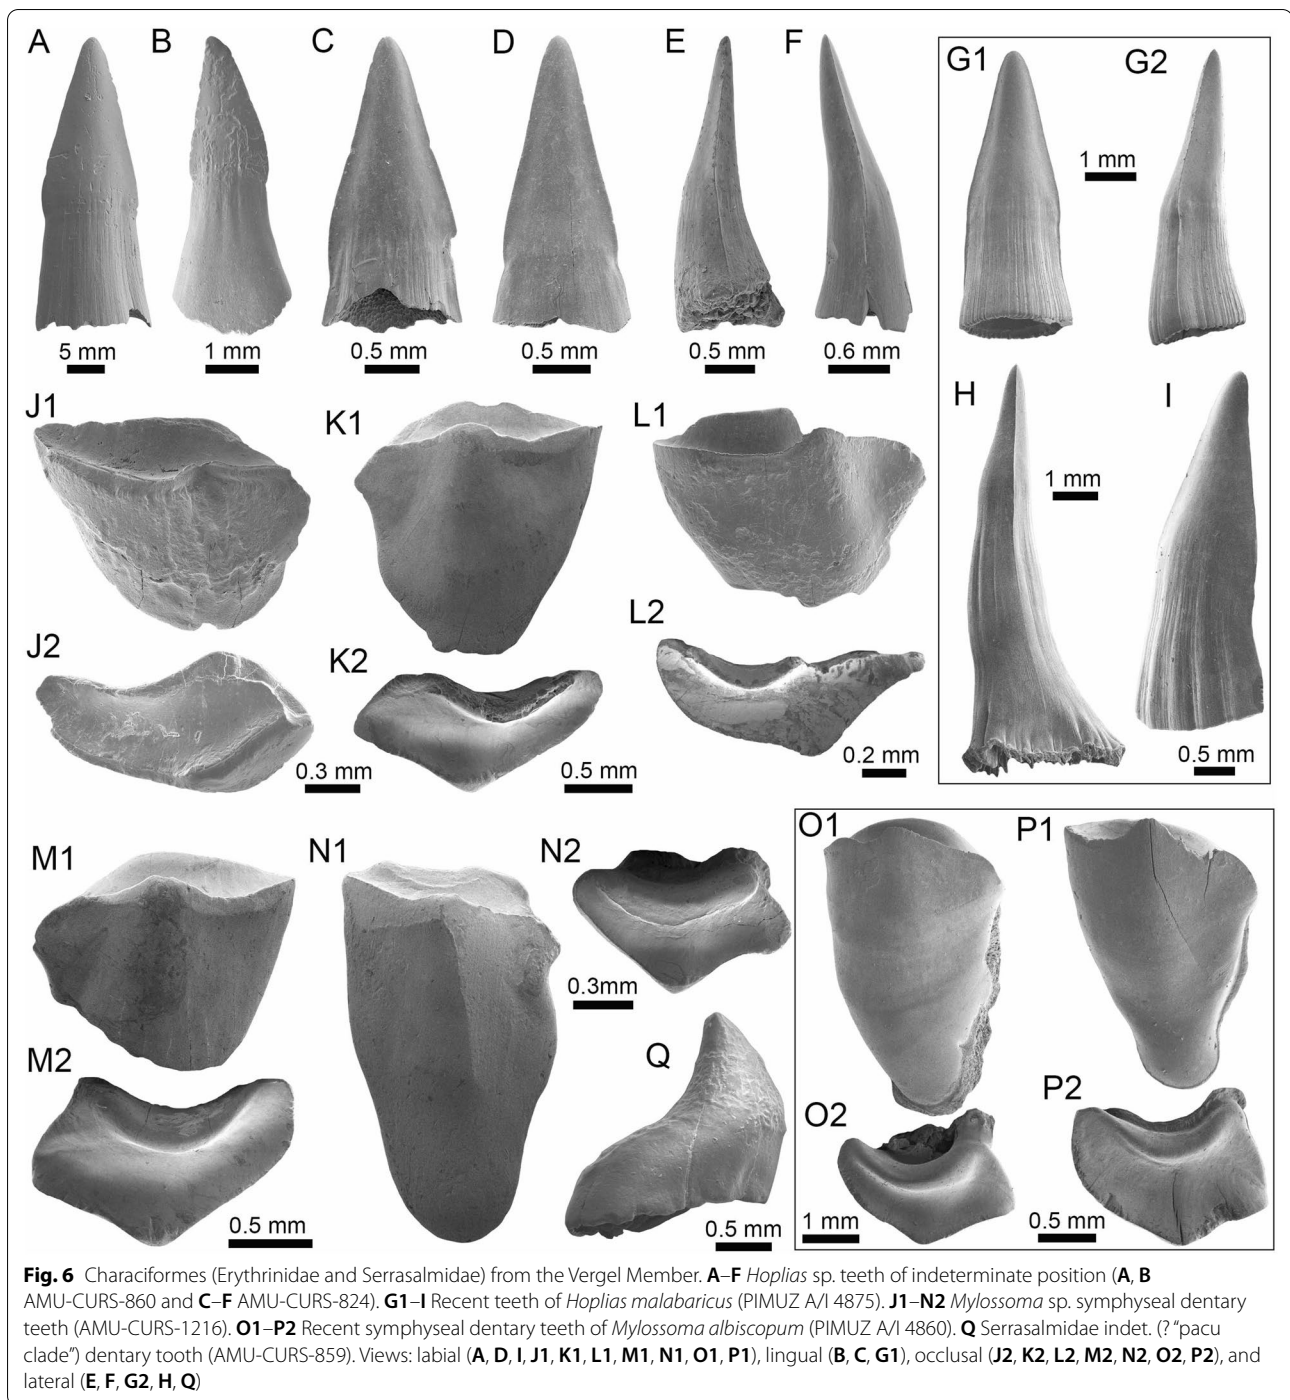 A
B
C
D
E
F
G1
G2
1 mm
5 mm
1 mm
0.5 mm
0.5 mm
0.5 mm
0.6 mm
H
I
1 mm
0.5 mm
J1
K1
L1
J2
K2
L2
0.3 mm
0.5 mm
0.2 mm
M1
N1
N2
0.3mm
O1
P1
M2
Q
O2
P2
0.5 mm
0.5 mm
1 mm
0.5 mm
Fig. 6 Characiformes (Erythrinidae and Serrasalmidae) from the Vergel Member. A–F Hoplias sp. teeth of indeterminate position (A, B
AMU-CURS-860 and C–F AMU-CURS-824). G1–I Recent teeth of Hoplias malabaricus (PIMUZ A/I 4875). J1–N2 Mylossoma sp. symphyseal dentary
teeth (AMU-CURS-1216). O1–P2 Recent symphyseal dentary teeth of Mylossoma albiscopum (PIMUZ A/I 4860). Q Serrasalmidae indet. (? “pacu
clade”) dentary tooth (AMU-CURS-859). Views: labial (A, D, I, J1, K1, L1, M1, N1, O1, P1), lingual (B, C, G1), occlusal (J2, K2, L2, M2, N2, O2, P2), and
lateral (E, F, G2, H, Q)